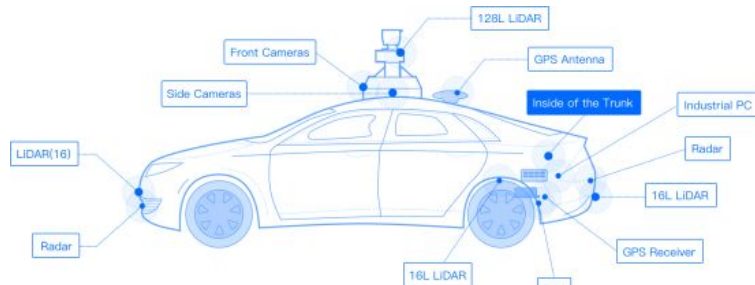 128L LiDAR
Front Cameras
GPS Antenna
Side Cameras
Inside of the Trunk
Industrial PC
LiDAR(16)
Radar
16L LiDAR
Radar
GPS Receiver
16L LiDAR